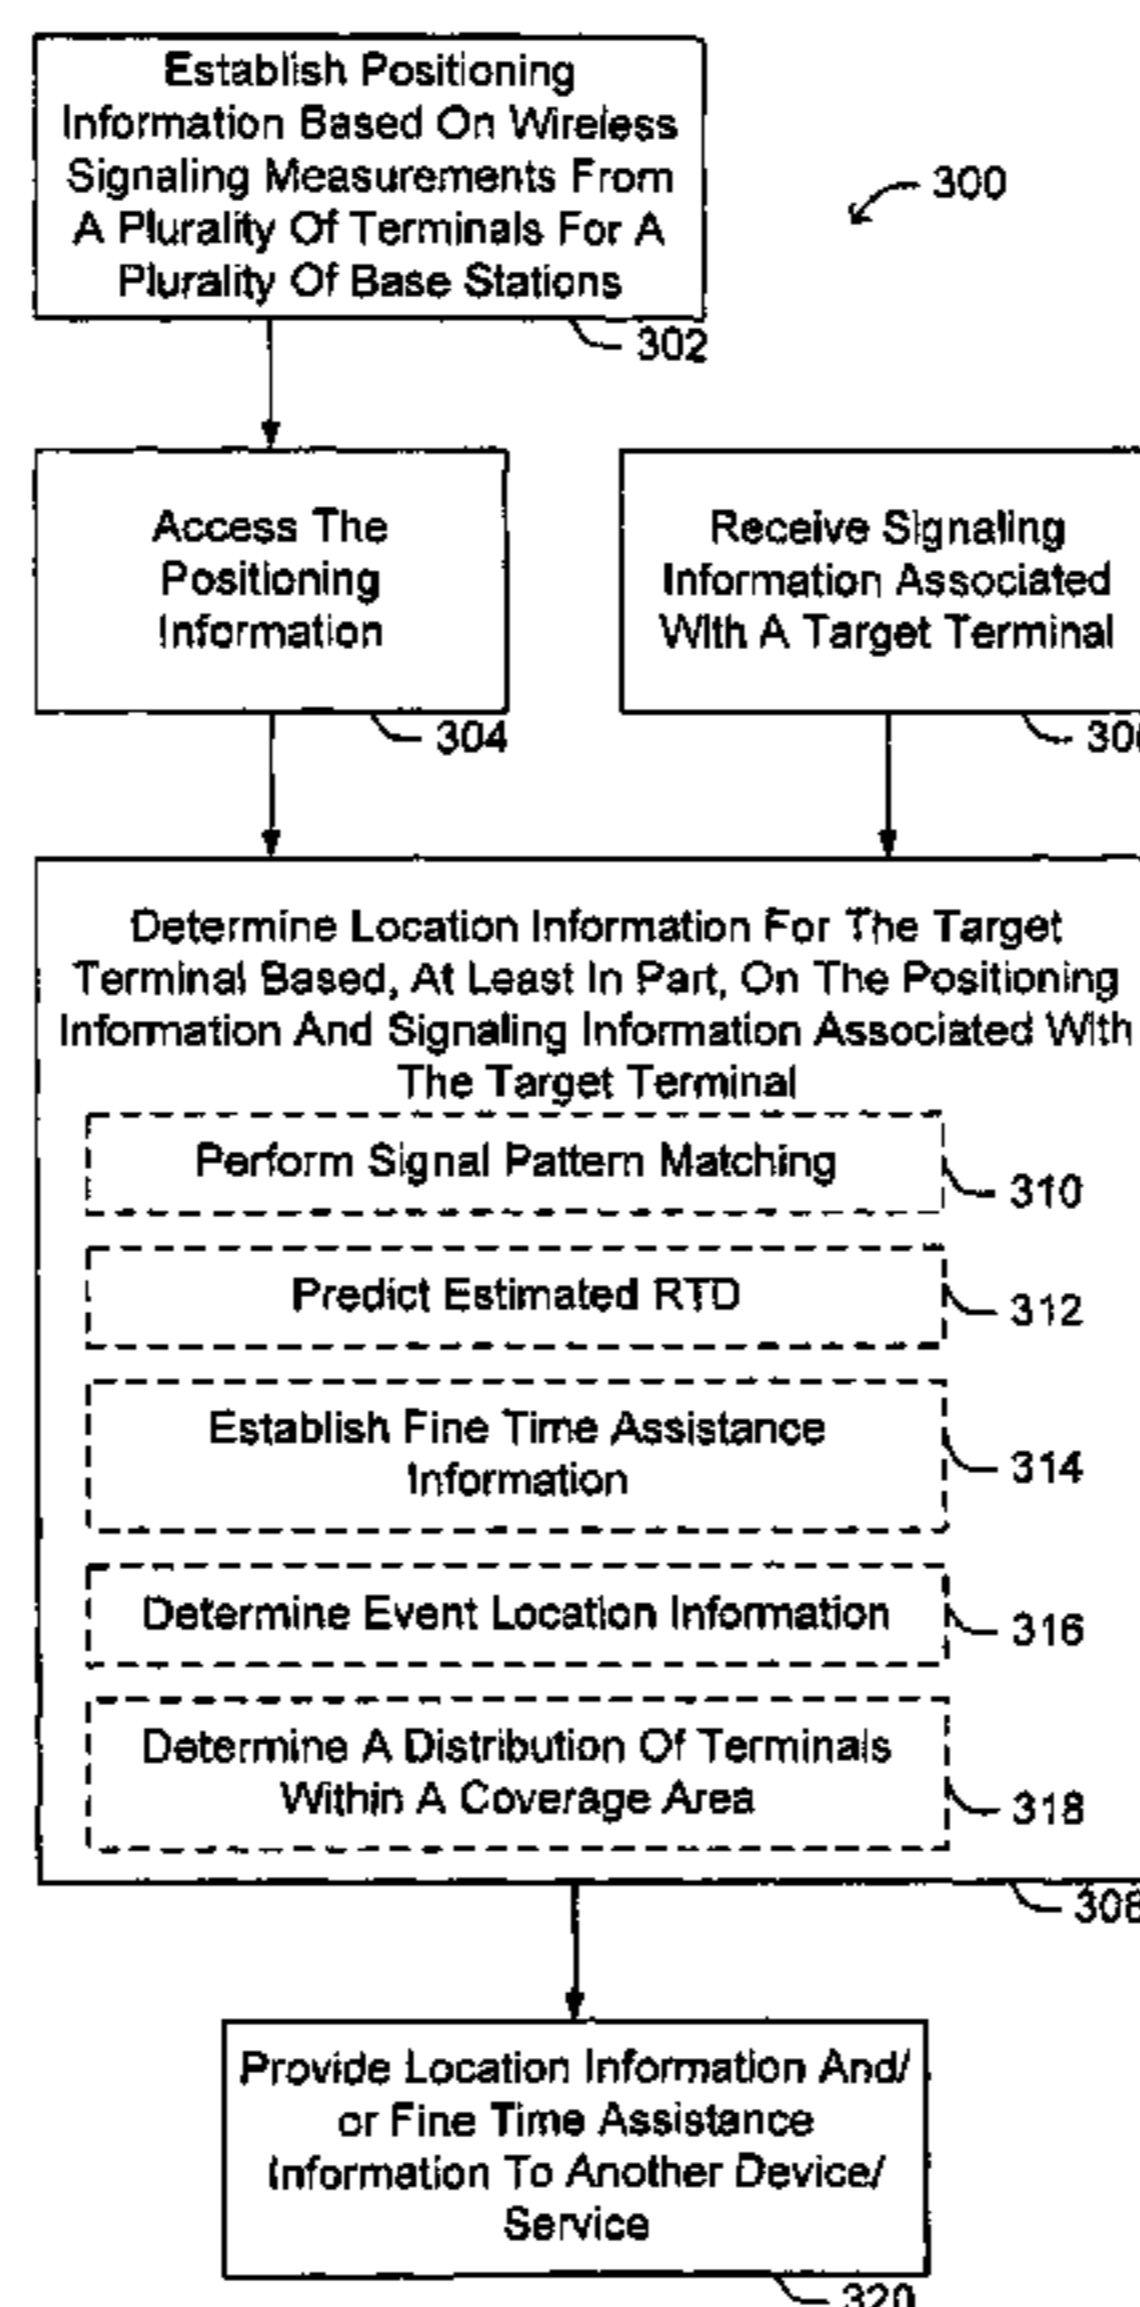 Establish Positioning
Information Based On Wireless
Signaling Measurements From
A Plurality Of Terminals For A
Plurality Of Base Stations
300
302
Access The
Positioning
Information
304
Receive Signaling
Information Associated
With A Target Terminal
Determine Location Information For The Target
Terminal Based, At Least In Part, On The Positioning
Information And Signaling Information Associated With
The Target Terminal
Perform Signal Pattern Matching
310
Predict Estimated RTD
312
Establish Fine Time Assistance
Information
314
Determine Event Location Information
316
Determine A Distribution Of Terminals
Within A Coverage Area
318
308
Provide Location Information And/
or Fine Time Assistance
Information To Another Device/
Service
320